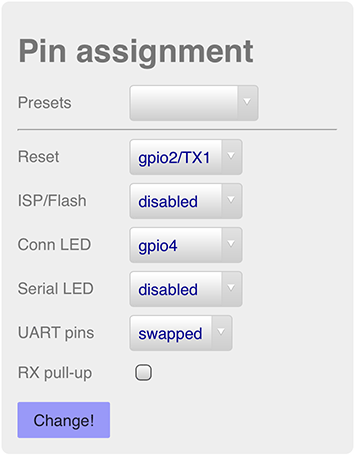 Pin assignment
Presets
Reset gpio2/TX1
ISP/Flash disabled
Conn LED gpio4
Serial LED disabled
UART pins swapped
RX pull-up
Change!